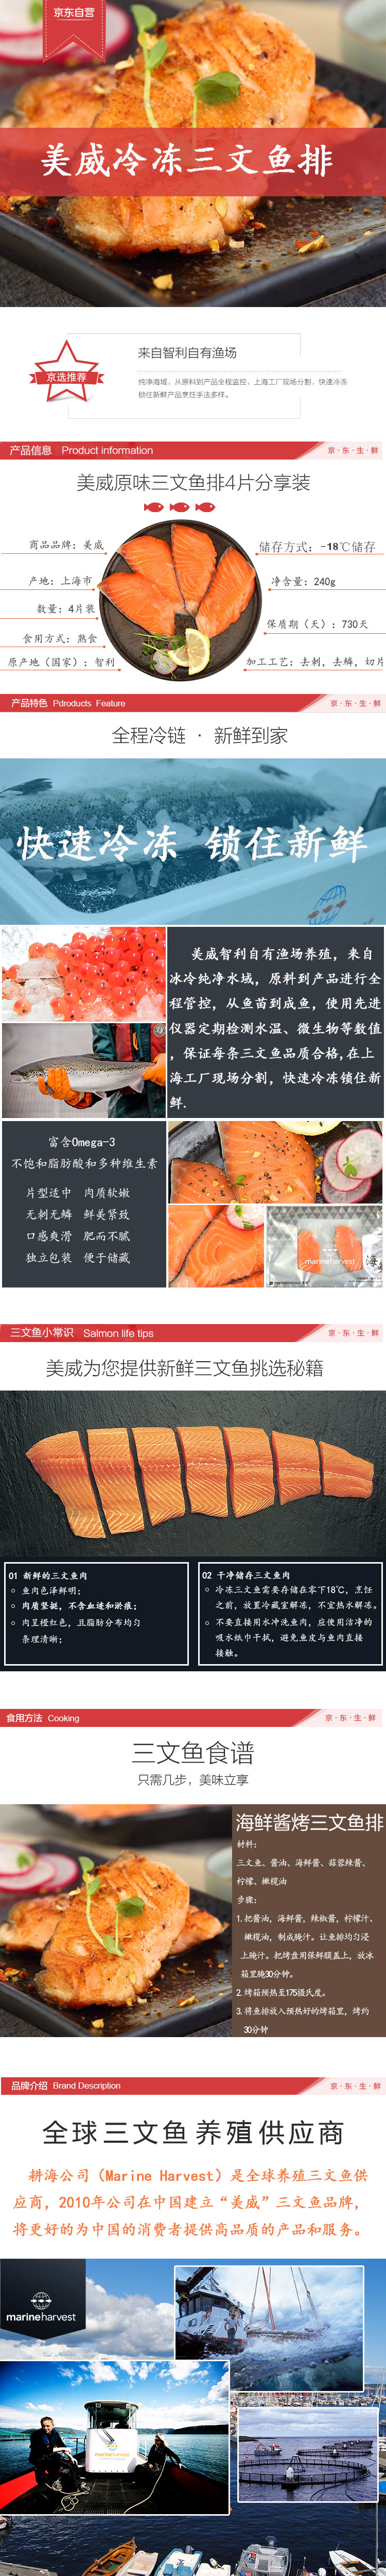 京东自营
美威冷冻三文鱼排
京选推荐
来自智利自有渔场
纯净海域，从原料到产品全程监控，上海工厂现场分割，快速冷冻
锁住新鲜产品烹饪手法多样。
产品信息 Product information
京·东·生·鲜
美威原味三文鱼排4片分享装
商品品牌：美威
产地：上海市
数量：4片装
食用方式：熟食
原产地（国家）：智利
储存方式：-18℃储存
净含量：240g
保质期（天）：730天
加工工艺：去刺，去鳞，切片
产品特色 Pdroducts Feature
京·东·生·鲜
全程冷链 · 新鲜到家
快速冷冻 锁住新鲜
美威智利自有渔场养殖，来自
冰冷纯净水域，原料到产品进行全
程管控，从鱼苗到成鱼，使用先进
仪器定期检测水温、微生物等数值
，保证每条三文鱼品质合格,在上
海工厂现场分割，快速冷冻锁住新
鲜.
富含Omega-3
不饱和脂肪酸和多种维生素
片型适中 肉质软嫩
无刺无鳞 鲜美紧致
口感爽滑 肥而不腻
独立包装 便于储藏
marineharvest
三文鱼小常识 Salmon life tips
京·东·生·鲜
美威为您提供新鲜三文鱼挑选秘籍
01 新鲜的三文鱼肉
鱼肉色泽鲜明；
肉质坚挺，不含血迹和淤痕；
肉呈橙红色，且脂肪分布均匀
条理清晰；
02 干净储存三文鱼肉
冷冻三文鱼需要存储在零下18℃，烹饪
之前，放置冷藏室解冻，不宜热水解冻。
不要直接用水冲洗鱼肉，应使用洁净的
吸水纸巾干拭，避免鱼皮与鱼肉直接
接触。
食用方法 Cooking
京·东·生·鲜
三文鱼食谱
只需几步，美味立享
海鲜酱烤三文鱼排
材料：
三文鱼、酱油、海鲜酱、蒜蓉辣酱、
柠檬、橄榄油
步骤：
1.把酱油，海鲜酱，辣椒酱，柠檬汁、
橄榄油，制成腌汁。让鱼排均匀浸
上腌汁。把烤盘用保鲜膜盖上，放冰
箱里腌30分钟。
2.烤箱预热至175摄氏度。
3.将鱼排放入预热好的烤箱里，烤约
30分钟
品牌介绍 Brand Description
京·东·生·鲜
全球三文鱼养殖供应商
耕海公司（Marine Harvest）是全球养殖三文鱼供
应商，2010年公司在中国建立“美威”三文鱼品牌，
将更好的为中国的消费者提供高品质的产品和服务。
marineharvest
marineharvest